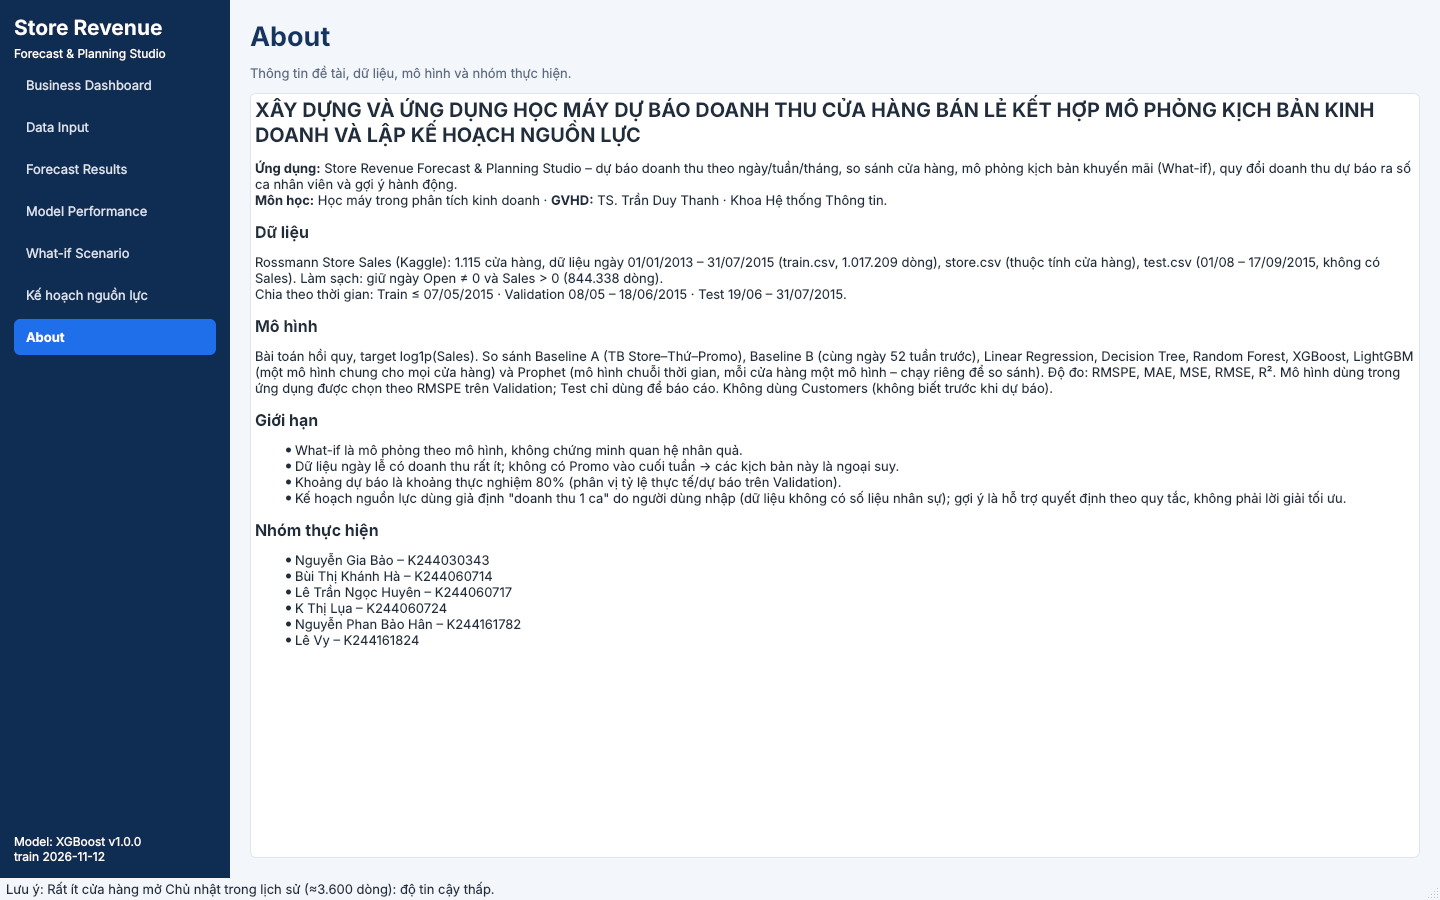 Store Revenue
Forecast & Planning Studio
Business Dashboard
Data Input
Forecast Results
Model Performance
What-if Scenario
Kế hoạch nguồn lực
About
Model: XGBoost v1.0.0
train 2026-11-12
About
Thông tin đề tài, dữ liệu, mô hình và nhóm thực hiện.
XÂY DỰNG VÀ ỨNG DỤNG HỌC MÁY DỰ BÁO DOANH THU CỬA HÀNG BÁN LẺ KẾT HỢP MÔ PHỎNG KỊCH BẢN KINH
DOANH VÀ LẬP KẾ HOẠCH NGUỒN LỰC
Ứng dụng: Store Revenue Forecast & Planning Studio – dự báo doanh thu theo ngày/tuần/tháng, so sánh cửa hàng, mô phỏng kịch bản khuyến mãi (What-if), quy đổi doanh thu dự báo ra số
ca nhân viên và gợi ý hành động.
Môn học: Học máy trong phân tích kinh doanh · GVHD: TS. Trần Duy Thanh · Khoa Hệ thống Thông tin.
Dữ liệu
Rossmann Store Sales (Kaggle): 1.115 cửa hàng, dữ liệu ngày 01/01/2013 – 31/07/2015 (train.csv, 1.017.209 dòng), store.csv (thuộc tính cửa hàng), test.csv (01/08 – 17/09/2015, không có
Sales). Làm sạch: giữ ngày Open ≠ 0 và Sales > 0 (844.338 dòng).
Chia theo thời gian: Train ≤ 07/05/2015 · Validation 08/05 – 18/06/2015 · Test 19/06 – 31/07/2015.
Mô hình
Bài toán hồi quy, target log1p(Sales). So sánh Baseline A (TB Store–Thứ–Promo), Baseline B (cùng ngày 52 tuần trước), Linear Regression, Decision Tree, Random Forest, XGBoost, LightGBM
(một mô hình chung cho mọi cửa hàng) và Prophet (mô hình chuỗi thời gian, mỗi cửa hàng một mô hình – chạy riêng để so sánh). Độ đo: RMSPE, MAE, MSE, RMSE, R². Mô hình dùng trong
ứng dụng được chọn theo RMSPE trên Validation; Test chỉ dùng để báo cáo. Không dùng Customers (không biết trước khi dự báo).
Giới hạn
• What-if là mô phỏng theo mô hình, không chứng minh quan hệ nhân quả.
• Dữ liệu ngày lễ có doanh thu rất ít; không có Promo vào cuối tuần → các kịch bản này là ngoại suy.
• Khoảng dự báo là khoảng thực nghiệm 80% (phân vị tỷ lệ thực tế/dự báo trên Validation).
• Kế hoạch nguồn lực dùng giả định "doanh thu 1 ca" do người dùng nhập (dữ liệu không có số liệu nhân sự); gợi ý là hỗ trợ quyết định theo quy tắc, không phải lời giải tối ưu.
Nhóm thực hiện
• Nguyễn Gia Bảo – K244030343
• Bùi Thị Khánh Hà – K244060714
• Lê Trần Ngọc Huyên – K244060717
• K Thị Lụa – K244060724
• Nguyễn Phan Bảo Hân – K244161782
• Lê Vy – K244161824
Lưu ý: Rất ít cửa hàng mở Chủ nhật trong lịch sử (≈3.600 dòng): độ tin cậy thấp.